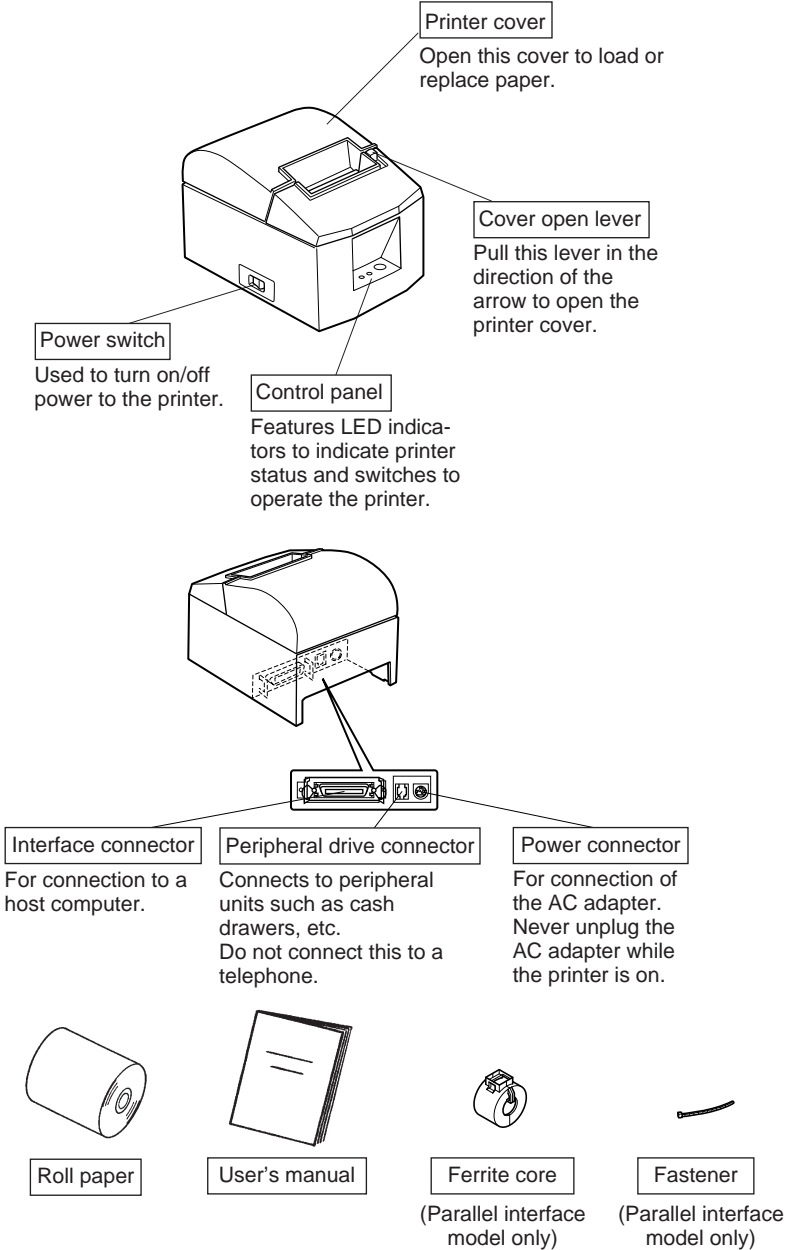 Printer cover
Open this cover to load or
replace paper.
Cover open lever
Pull this lever in the
direction of the
arrow to open the
printer cover.
Power switch
Used to turn on/off
power to the printer.
Control panel
Features LED indica-
tors to indicate printer
status and switches to
operate the printer.
Interface connector
For connection to a
host computer.
Peripheral drive connector
Connects to peripheral
units such as cash
drawers, etc.
Do not connect this to a
telephone.
Power connector
For connection of
the AC adapter.
Never unplug the
AC adapter while
the printer is on.
Roll paper
User's manual
Ferrite core
(Parallel interface
model only)
Fastener
(Parallel interface
model only)